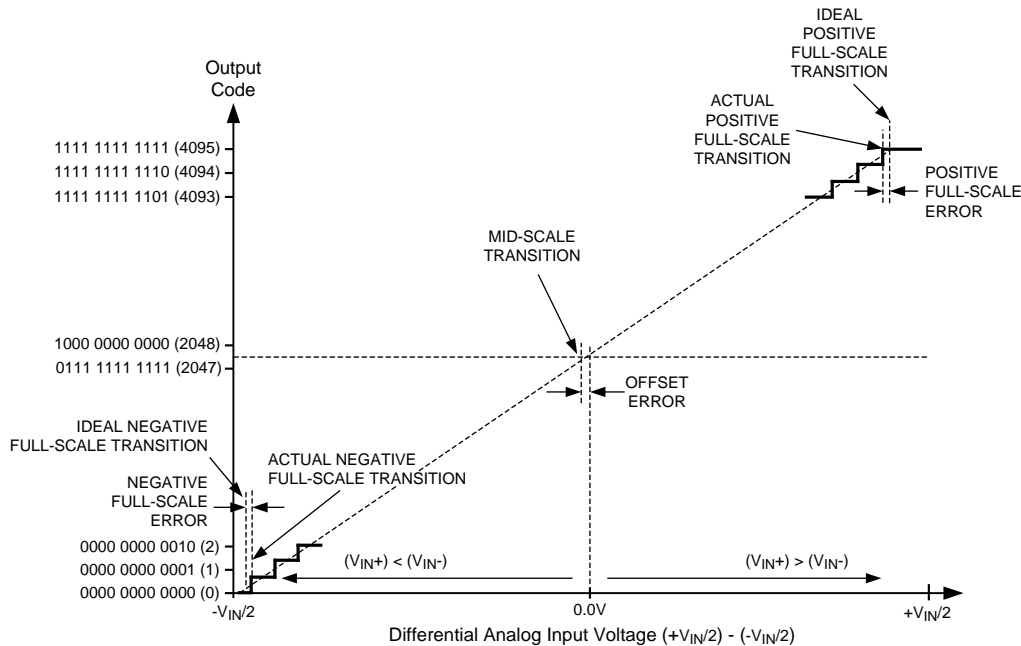 IDEAL
POSITIVE
FULL-SCALE
TRANSITION
Output
Code
ACTUAL
POSITIVE
FULL-SCALE
TRANSITION
1111 1111 1111 (4095)
1111 1111 1110 (4094)
1111 1111 1101 (4093)
POSITIVE
FULL-SCALE
ERROR
MID-SCALE
TRANSITION
1000 0000 0000 (2048)
0111 1111 1111 (2047)
OFFSET
ERROR
IDEAL NEGATIVE
FULL-SCALE TRANSITION
ACTUAL NEGATIVE
FULL-SCALE TRANSITION
NEGATIVE
FULL-SCALE
ERROR
0000 0000 0010 (2)
0000 0000 0001 (1)
0000 0000 0000 (0)
(VIN+) < (VIN-)
(VIN+) > (VIN-)
-VIN/2
0.0V
+VIN/2
Differential Analog Input Voltage (+VIN/2) - (-VIN/2)